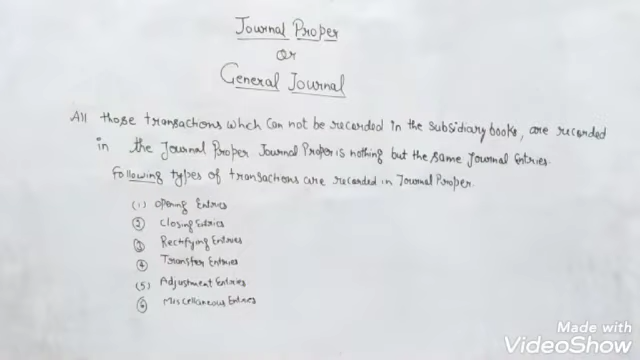 Journal Proper
or
General Journal
All those transactions which can not be recorded in the subsidiary books, are recorded
in the Journal Proper Journal Proper is nothing but the same Journal Entries.
Following types of transactions are recorded in Journal Proper.
(1) Opening Entries
(2) Closing Entries
(3) Rectifying Entries
(4) Transfer Entries
(5) Adjustment Entries
(6) Miscellaneous Entries
Made with
VideoShow